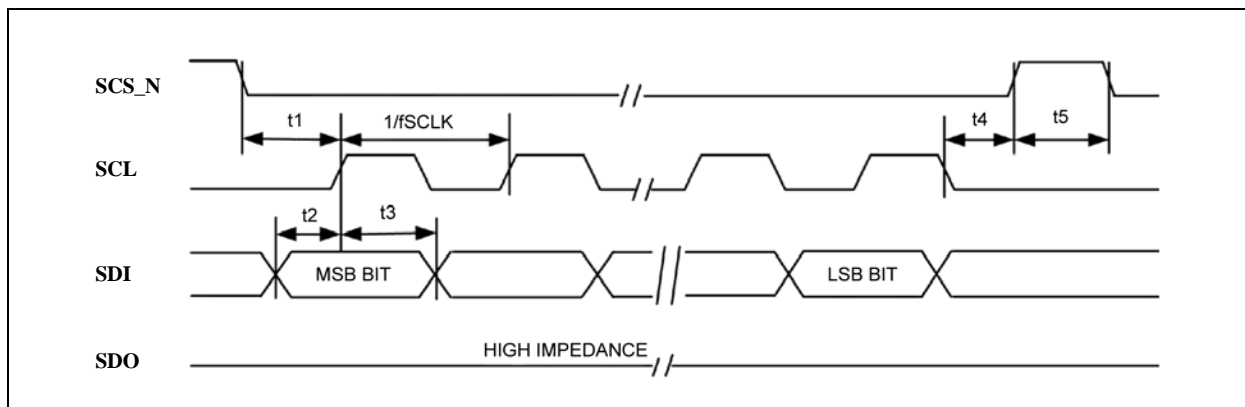 SCS_N
t1
1/fSCLK
t4
t5
SCL
t2
t3
SDI
MSB BIT
LSB BIT
SDO
HIGH IMPEDANCE